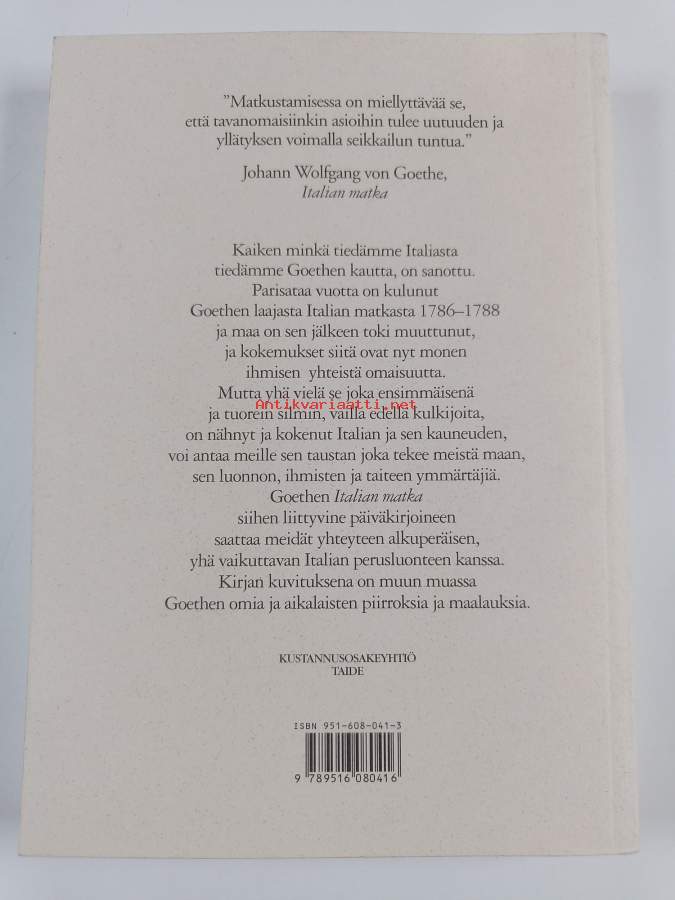 ”Matkustamisessa on miellyttävää se,
että tavanomaisiinkin asioihin tulee uutuuden ja
yllätyksen voimalla seikkailun tuntua.”
Johann Wolfgang von Goethe,
Italian matka
Kaiken minkä tiedämme Italiasta
tiedämme Goethen kautta, on sanottu.
Parisataa vuotta on kulunut
Goethen laajasta Italian matkasta 1786–1788
ja maa on sen jälkeen toki muuttunut,
ja kokemukset siitä ovat nyt monen
ihmisen yhteistä omaisuutta.
Mutta yhä vielä se joka ensimmäisenä
Antikvariaatti.net
ja tuorein silmin, vailla edellä kulkijoita,
on nähnyt ja kokenut Italian ja sen kauneuden,
voi antaa meille sen taustan joka tekee meistä maan,
sen luonnon, ihmisten ja taiteen ymmärtäjiä.
Goethen Italian matka
siihen liittyvine päiväkirjoineen
saattaa meidät yhteyteen alkuperäisen,
yhä vaikuttavan Italian perusluonteen kanssa.
Kirjan kuvituksena on muun muassa
Goethen omia ja aikalaisten piirroksia ja maalauksia.
KUSTANNUSOSAKEYHTIÖ
TAIDE
ISBN 951-608-041-3
9 789516 080416